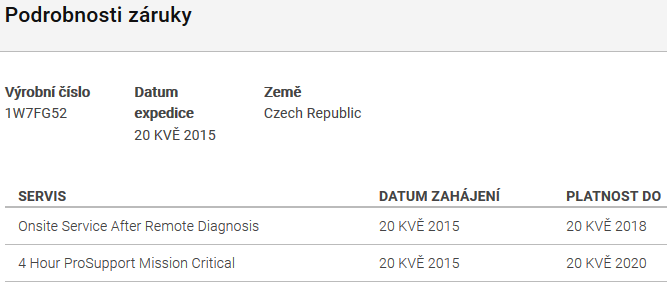 Podrobnosti záruky
Výrobní číslo Datum expedice Země
1W7FG52 20 KVĚ 2015 Czech Republic
SERVIS DATUM ZAHÁJENÍ PLATNOST DO
Onsite Service After Remote Diagnosis 20 KVĚ 2015 20 KVĚ 2018
4 Hour ProSupport Mission Critical 20 KVĚ 2015 20 KVĚ 2020